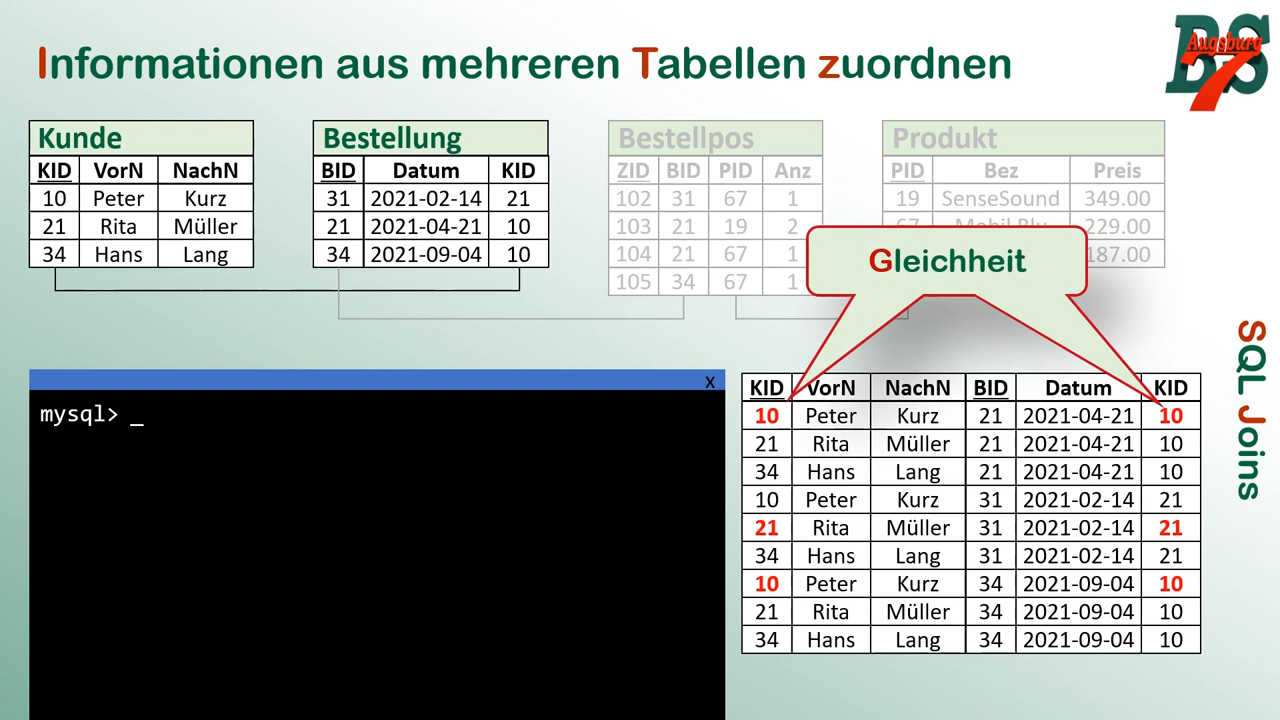 Informationen aus mehreren Tabellen zuordnen
BS
Augsburg
7
Kunde
KID VorN NachN
10 Peter Kurz
21 Rita Müller
34 Hans Lang
Bestellung
BID Datum KID
31 2021-02-14 21
21 2021-04-21 10
34 2021-09-04 10
Bestellpos
ZID BID PID Anz
102 31 67 1
103 21 19 2
104 21 67 1
105 34 67 1
Produkt
PID Bez Preis
19 SenseSound 349.00
229.00
187.00
Gleichheit
SQL Joins
x
mysql> _
KID VorN NachN BID Datum KID
10 Peter Kurz 21 2021-04-21 10
21 Rita Müller 21 2021-04-21 10
34 Hans Lang 21 2021-04-21 10
10 Peter Kurz 31 2021-02-14 21
21 Rita Müller 31 2021-02-14 21
34 Hans Lang 31 2021-02-14 21
10 Peter Kurz 34 2021-09-04 10
21 Rita Müller 34 2021-09-04 10
34 Hans Lang 34 2021-09-04 10